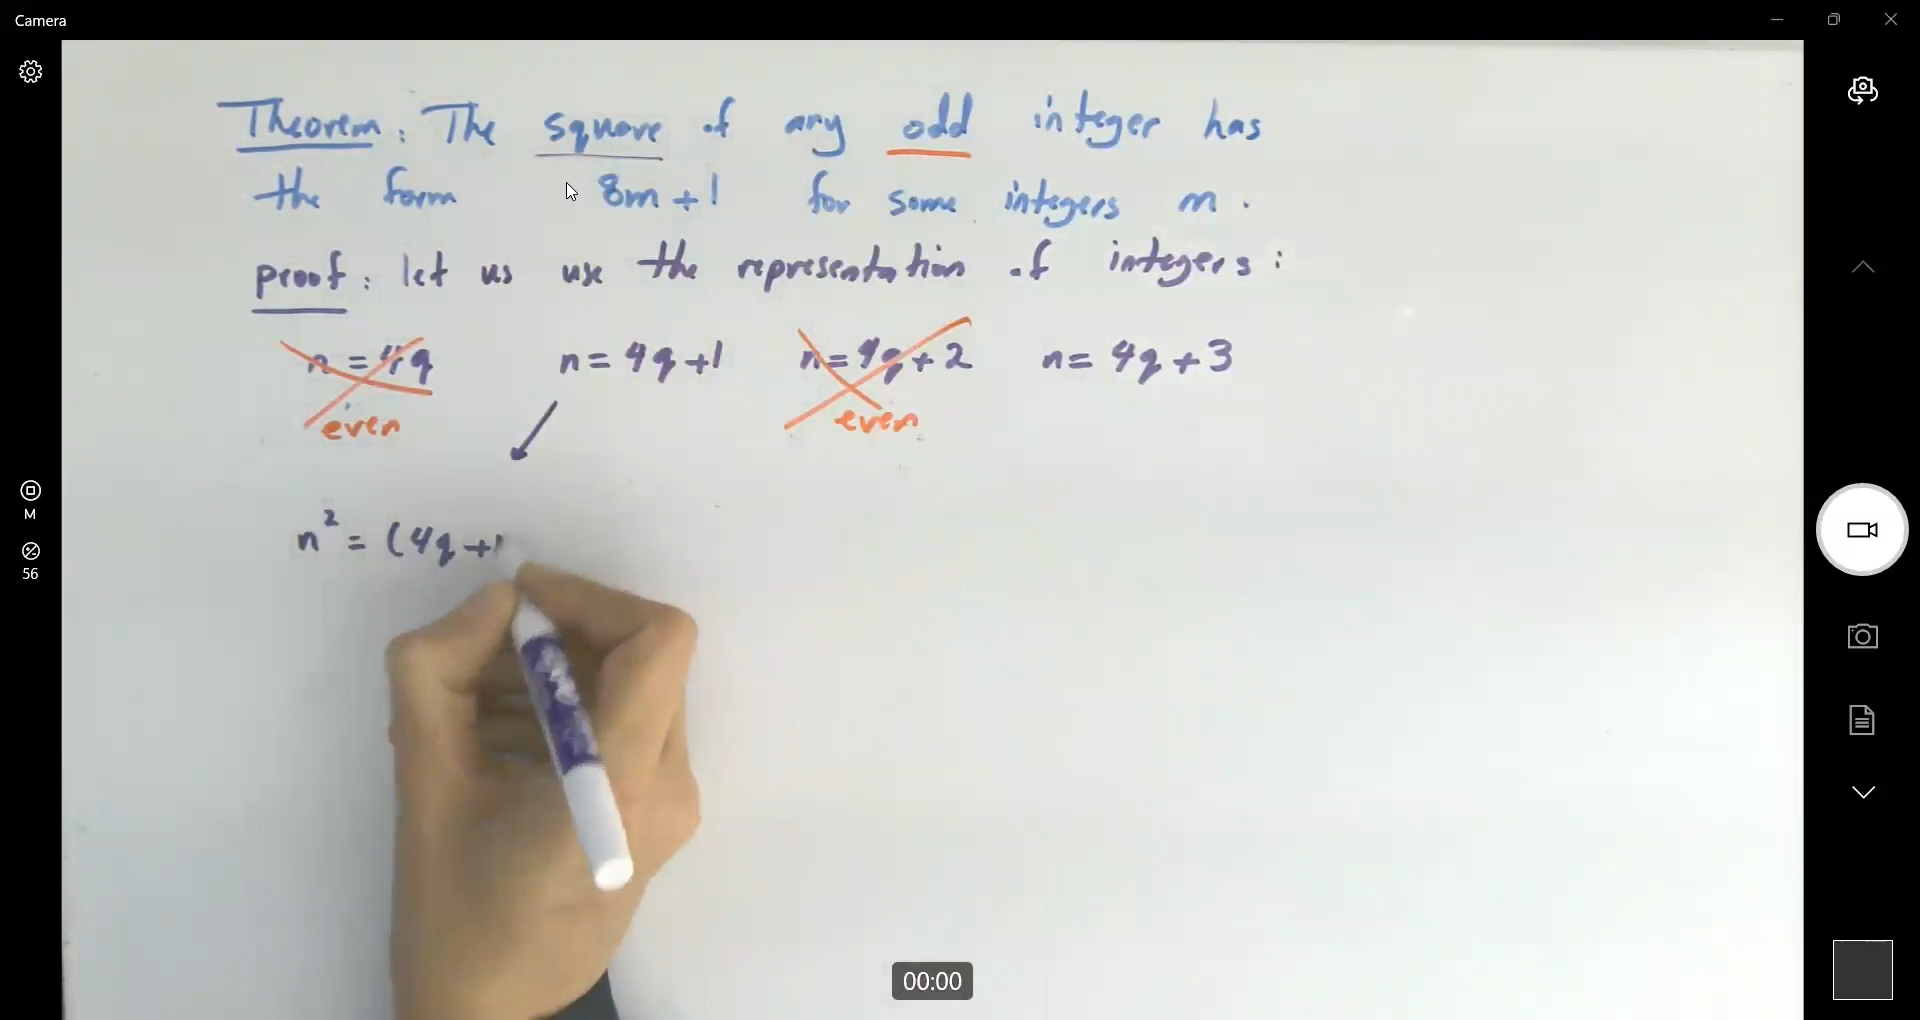 Camera
Theorem: The square of any odd integer has
the form 8m+1 for some integers m.
proof: let us use the representation of integers:
n=4q n=4q+1 n=4q+2 n=4q+3
even even
M
n²=(4q+1
56
00:00